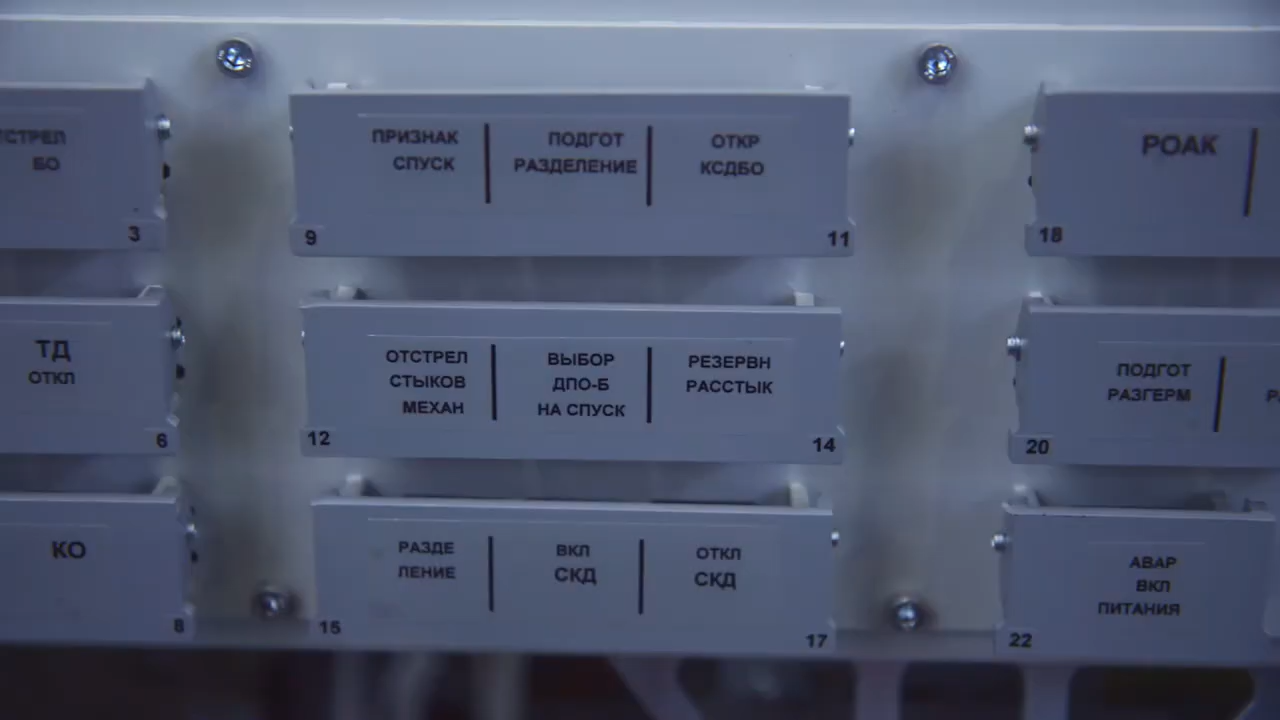 БО
3
ПРИЗНАК
СПУСК
ПОДГОТ
РАЗДЕЛЕНИЕ
ОТКР
КСДБО
9
11
РОАК
18
ТД
ОТКЛ
6
ОТСТРЕЛ
СТЫКОВ
МЕХАН
ВЫБОР
ДПО-Б
НА СПУСК
РЕЗЕРВН
РАССТЫК
12
14
ПОДГОТ
РАЗГЕРМ
20
КО
8
РАЗДЕ
ЛЕНИЕ
ВКЛ
СКД
ОТКЛ
СКД
15
17
АВАР
ВКЛ
ПИТАНИЯ
22